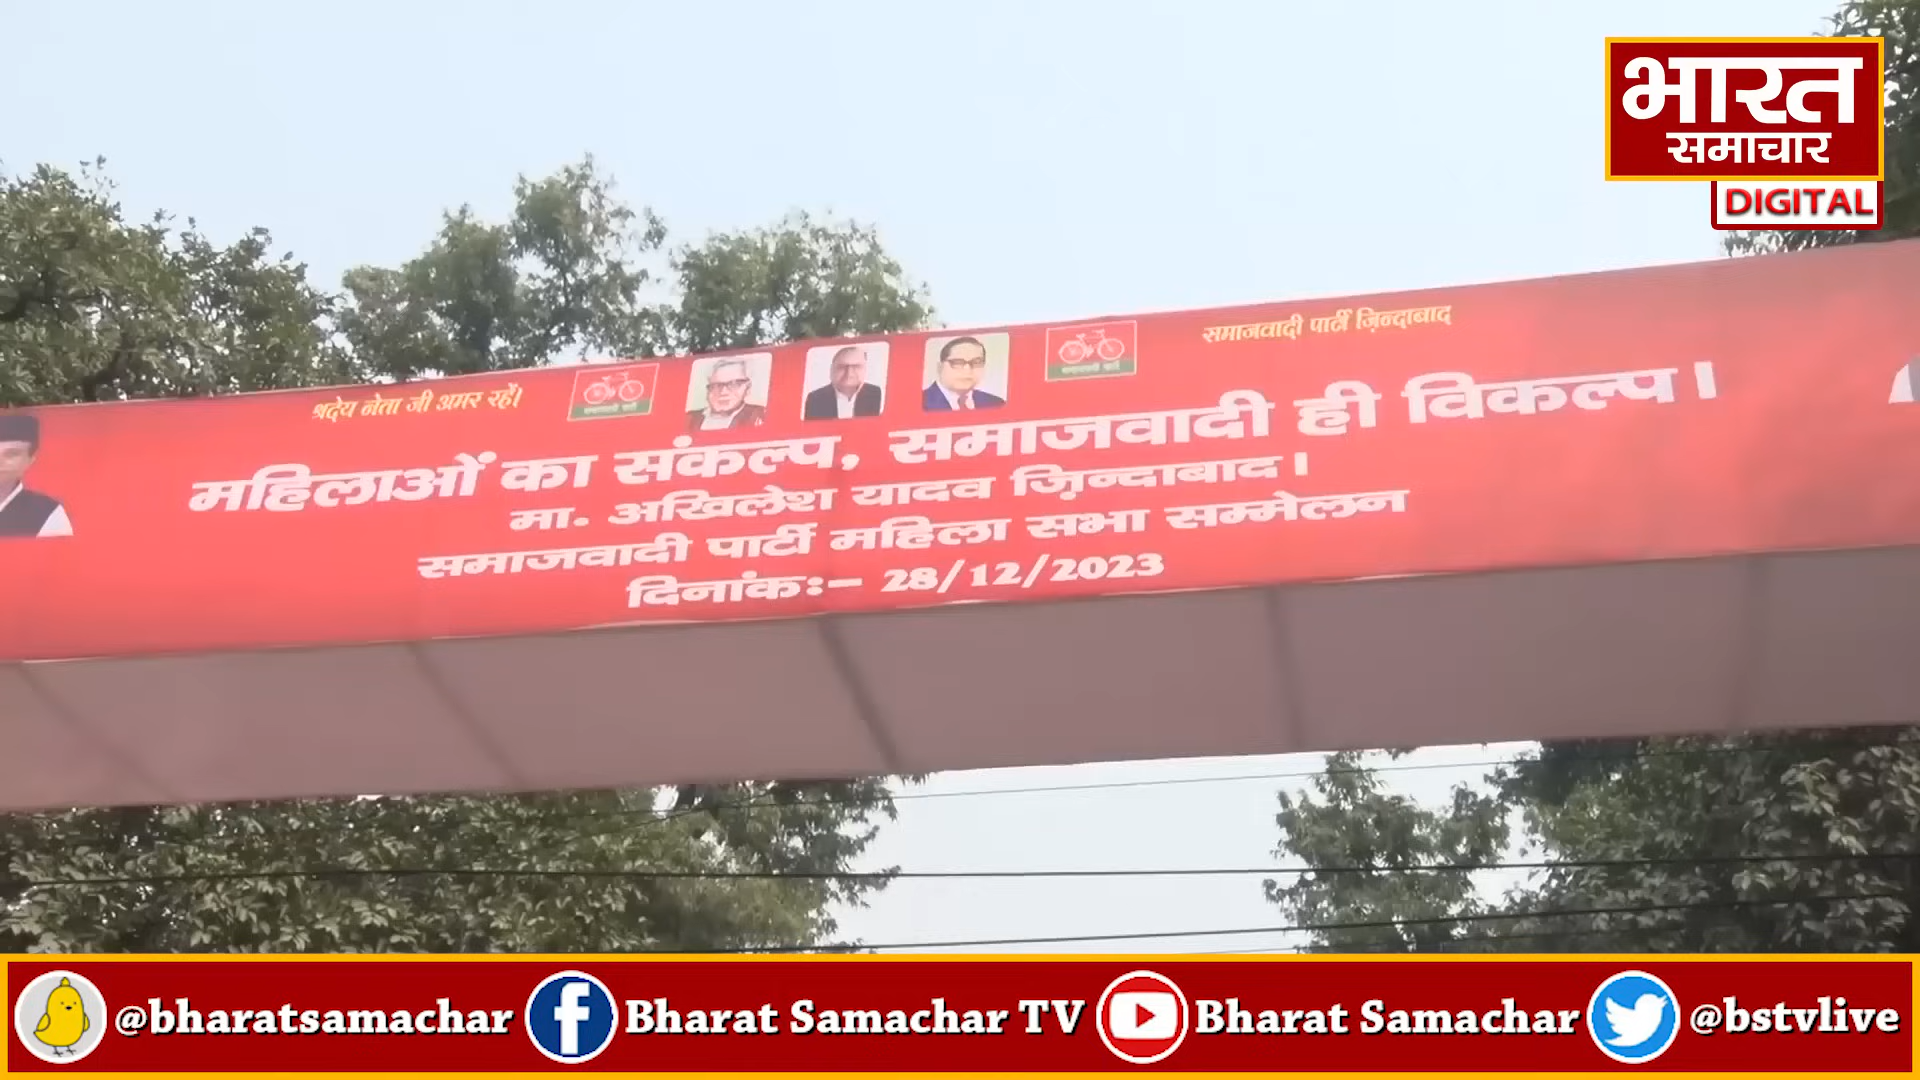 भारत
समाचार
DIGITAL
श्रद्धेय नेता जी अमर रहें।
समाजवादी पार्टी ज़िन्दाबाद
महिलाओं का संकल्प, समाजवादी ही विकल्प।
मा. अखिलेश यादव ज़िन्दाबाद।
समाजवादी पार्टी महिला सभा सम्मेलन
दिनांक:- 28/12/2023
@bharatsamachar
Bharat Samachar TV
Bharat Samachar
@bstvlive